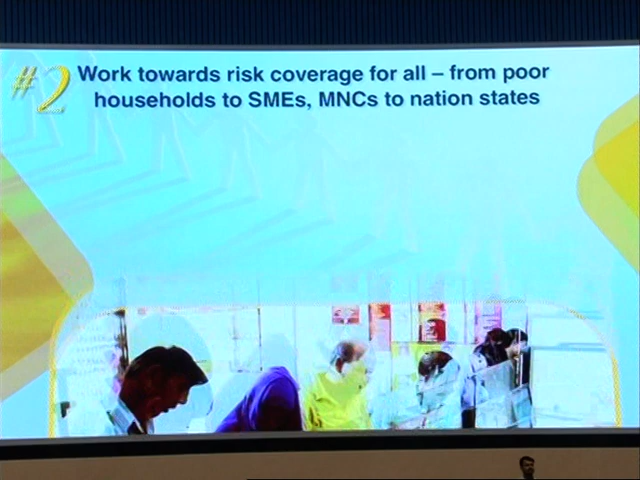 #2
Work towards risk coverage for all – from poor
households to SMEs, MNCs to nation states